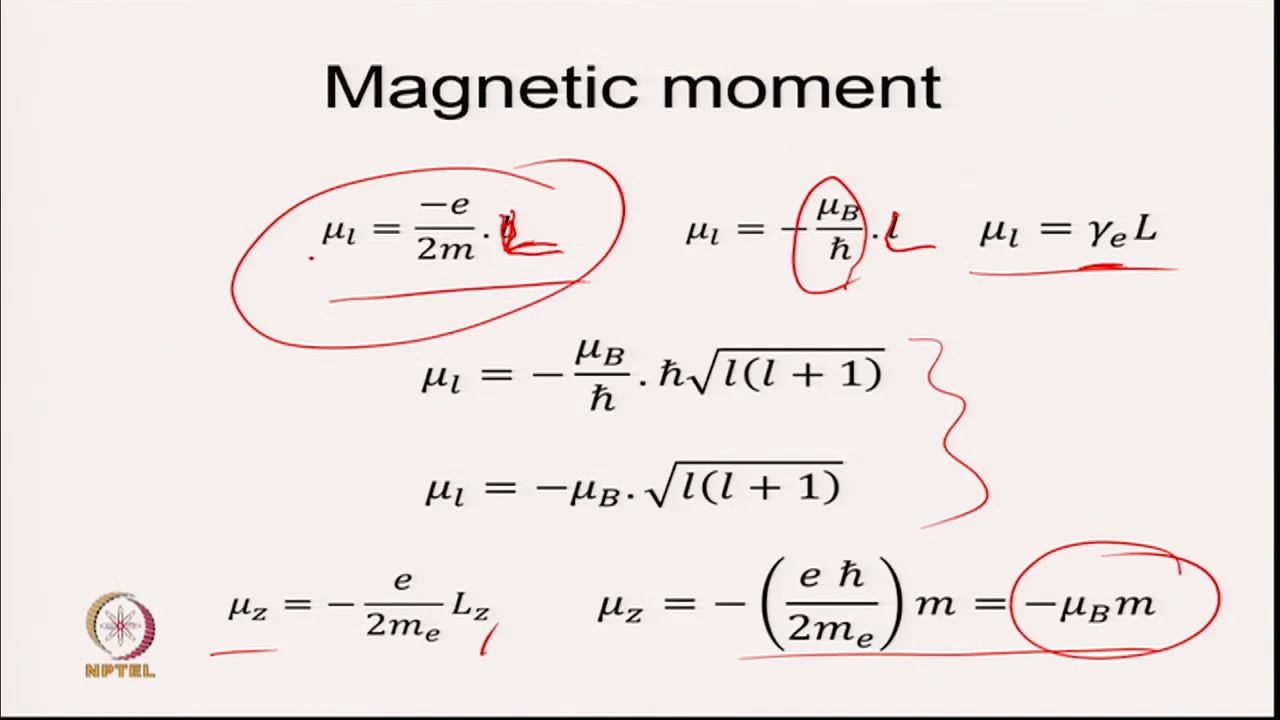 Magnetic moment
μ_l = −e/2m . L
μ_l = − μ_B/ℏ . l
μ_l = γ_e L
μ_l = − μ_B/ℏ . ℏ√l(l + 1)
μ_l = −μ_B. √l(l + 1)
μ_z = − e/2m_e L_z
μ_z = −(e ℏ/2m_e) m = −μ_B m
NPTEL